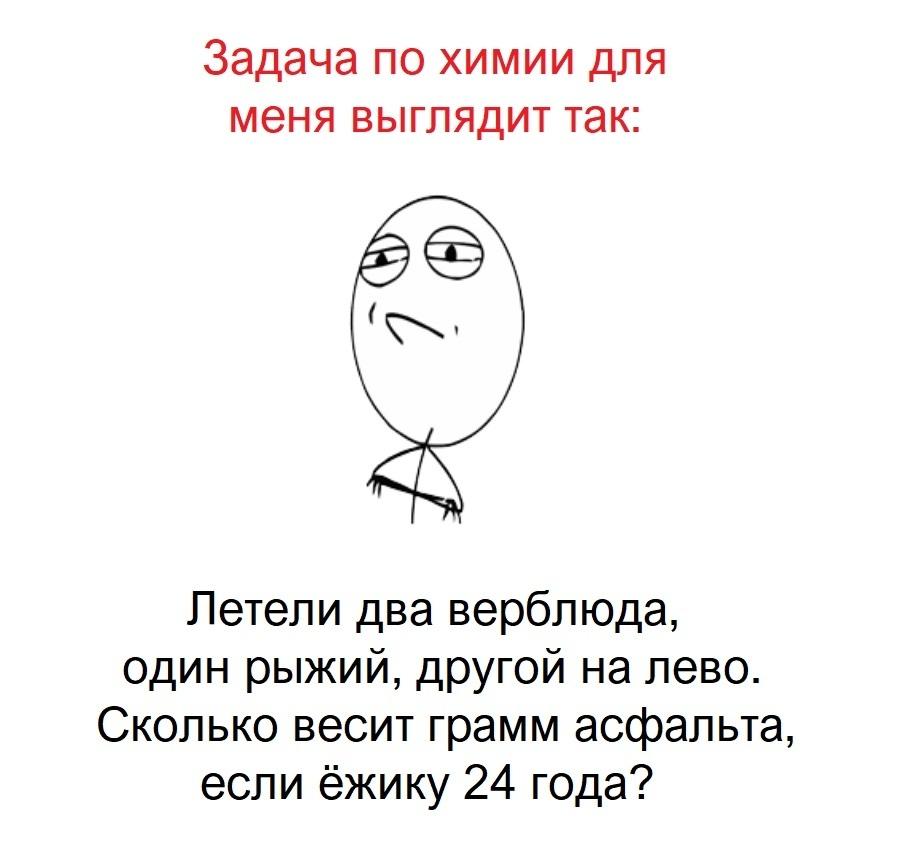 Задача по химии для
меня выглядит так:
Летели два верблюда,
один рыжий, другой на лево.
Сколько весит грамм асфальта,
если ёжику 24 года?